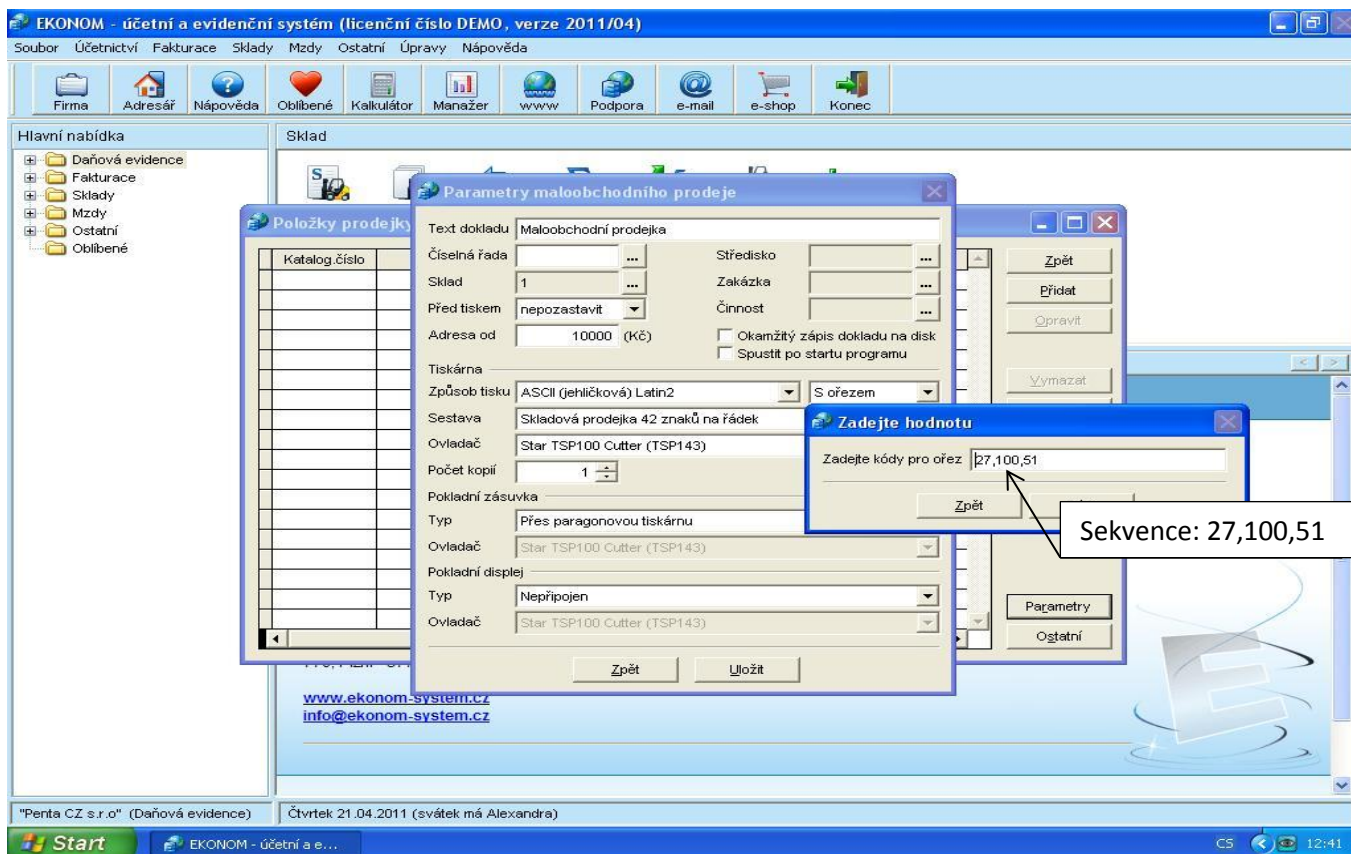 EKONOM - účetní a evidenční systém (licenční číslo DEMO, verze 2011/04)
Soubor Účetnictví Fakturace Sklady Mzdy Ostatní Úpravy Nápověda
Firma Adresář Nápověda Oblíbené Kalkulátor Manažer www Podpora e-mail e-shop Konec
Hlavní nabídka
Daňová evidence
Fakturace
Sklady
Mzdy
Ostatní
Oblíbené
Sklad
Položky prodejky
Katalog.číslo
Zpět
Přidat
Opravit
Vymazat
Parametry
Ostatní
Parametry maloobchodního prodeje
Text dokladu Maloobchodní prodejka
Číselná řada ... Středisko ...
Sklad 1 ... Zakázka ...
Před tiskem nepozastavit Činnost ...
Adresa od 10000 (Kč) Okamžitý zápis dokladu na disk
Spustit po startu programu
Tiskárna
Způsob tisku ASCII (jehličková) Latin2 S ořezem
Sestava Skladová prodejka 42 znaků na řádek
Ovladač Star TSP100 Cutter (TSP143)
Počet kopií 1
Pokladní zásuvka
Typ Přes paragonovou tiskárnu
Ovladač Star TSP100 Cutter (TSP143)
Pokladní displej
Typ Nepřipojen
Ovladač Star TSP100 Cutter (TSP143)
Zpět Uložit
Zadejte hodnotu
Zadejte kódy pro ořez 27,100,51
Zpět
Sekvence: 27,100,51
www.ekonom-system.cz
info@ekonom-system.cz
"Penta CZ s.r.o" (Daňová evidence) Čtvrtek 21.04.2011 (svátek má Alexandra)
Start EKONOM - účetní a e... CS 12:41